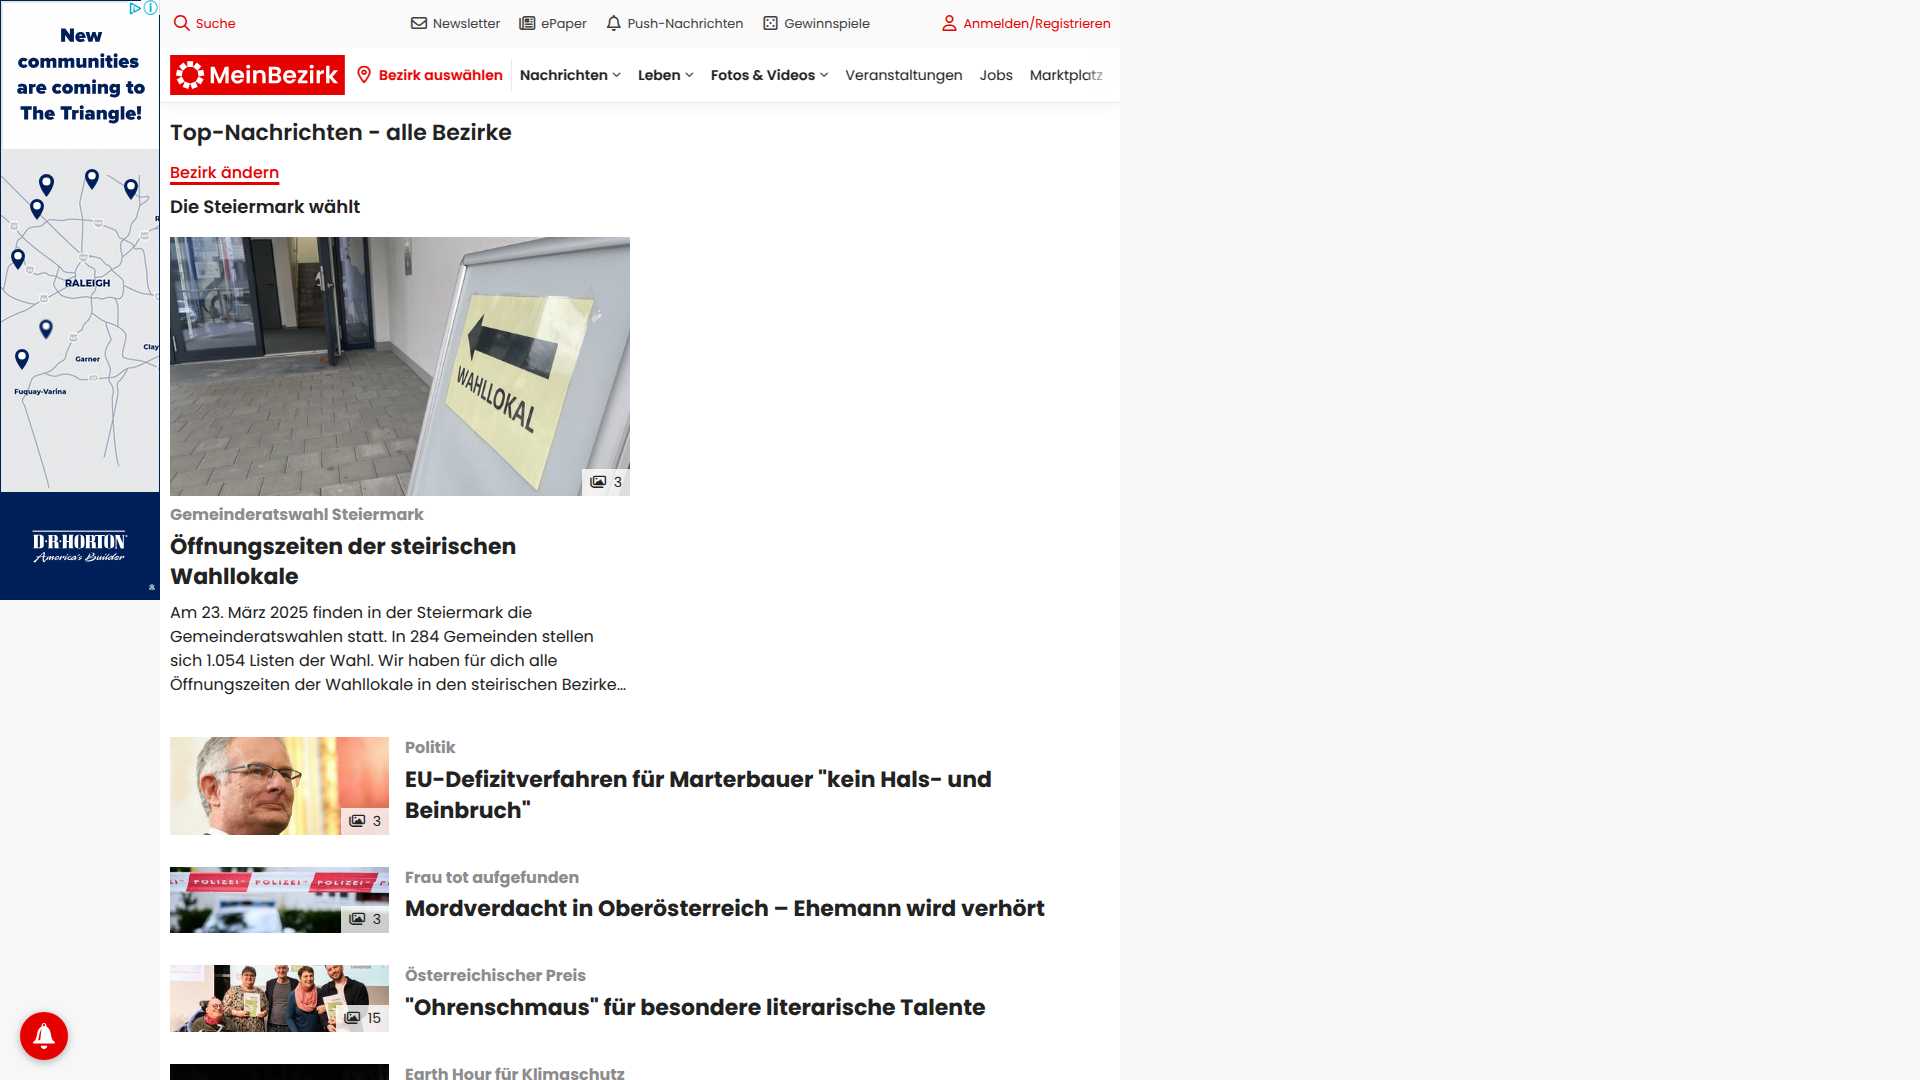 New
communities
are coming to
The Triangle!
RALEIGH
Garner
Clay
Fuquay-Varina
D·R·HORTON
America's Builder
Suche
Newsletter
ePaper
Push-Nachrichten
Gewinnspiele
Anmelden/Registrieren
MeinBezirk
Bezirk auswählen
Nachrichten
Leben
Fotos & Videos
Veranstaltungen
Jobs
Marktplatz
Top-Nachrichten - alle Bezirke
Bezirk ändern
Die Steiermark wählt
WAHLLOKAL
3
Gemeinderatswahl Steiermark
Öffnungszeiten der steirischen
Wahllokale
Am 23. März 2025 finden in der Steiermark die
Gemeinderatswahlen statt. In 284 Gemeinden stellen
sich 1.054 Listen der Wahl. Wir haben für dich alle
Öffnungszeiten der Wahllokale in den steirischen Bezirke...
3
Politik
EU-Defizitverfahren für Marterbauer "kein Hals- und
Beinbruch"
POLIZEI POLIZEI POLIZEI
3
Frau tot aufgefunden
Mordverdacht in Oberösterreich – Ehemann wird verhört
15
Österreichischer Preis
"Ohrenschmaus" für besondere literarische Talente
Earth Hour für Klimaschutz